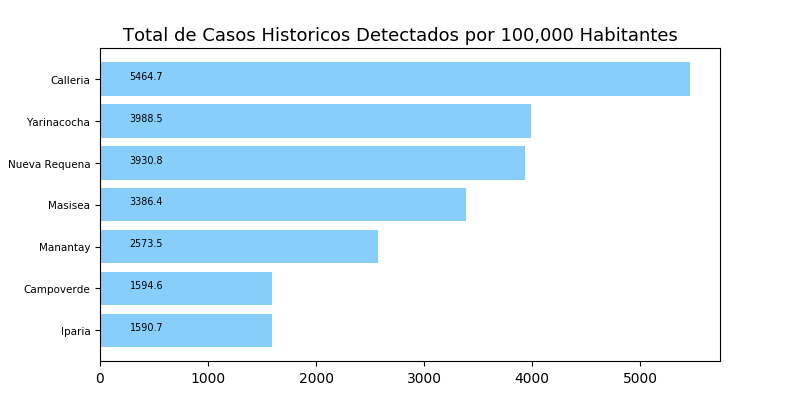 Total de Casos Historicos Detectados por 100,000 Habitantes
Calleria 5464.7
Yarinacocha 3988.5
Nueva Requena 3930.8
Masisea 3386.4
Manantay 2573.5
Campoverde 1594.6
Iparia 1590.7
0 1000 2000 3000 4000 5000